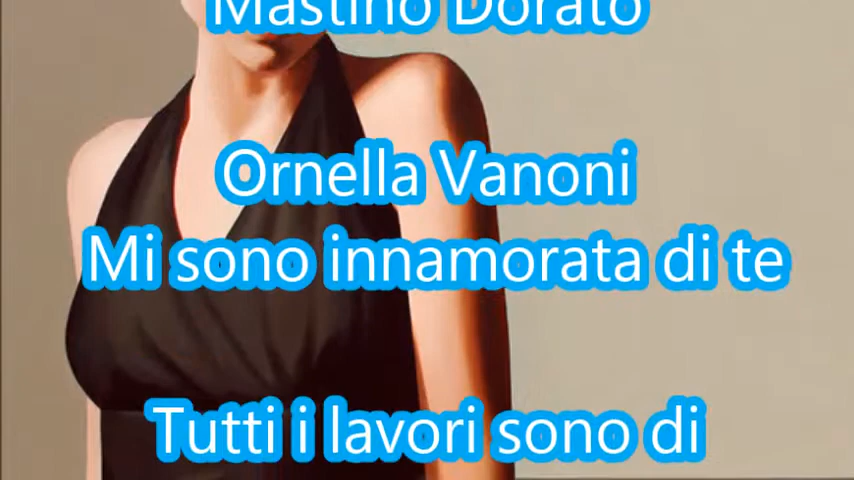 Mastino Dorato
Ornella Vanoni
Mi sono innamorata di te
Tutti i lavori sono di